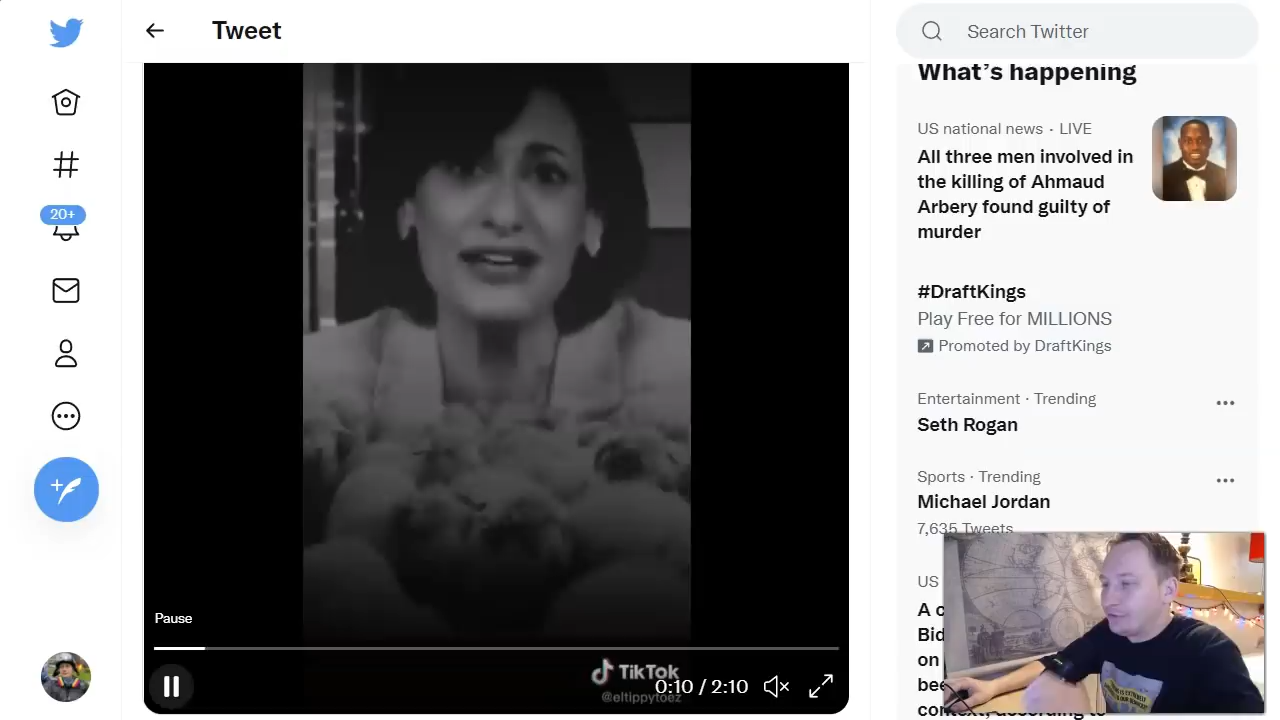 Tweet
Search Twitter
What's happening
US national news · LIVE
All three men involved in
the killing of Ahmaud
Arbery found guilty of
murder
#DraftKings
Play Free for MILLIONS
Promoted by DraftKings
Entertainment · Trending
Seth Rogan
Sports · Trending
Michael Jordan
7,635 Tweets
US
A c
Bid
on
bee
context, according to
20+
Pause
TikTok
0:10 / 2:10
@eltippytoez